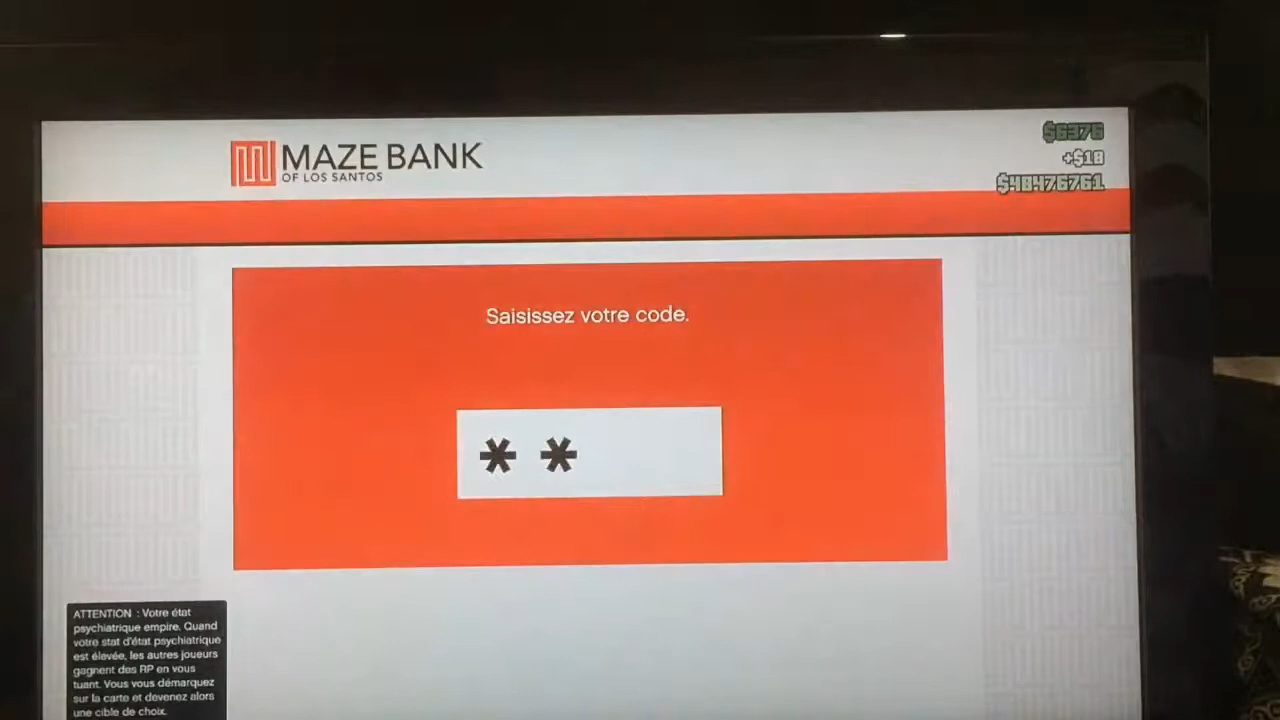 MAZE BANK
OF LOS SANTOS
$6376
+$18
$48476761
Saisissez votre code.
* *
ATTENTION : Votre état
psychiatrique empire. Quand
votre stat d'état psychiatrique
est élevée, les autres joueurs
gagnent des RP en vous
tuant. Vous vous démarquez
sur la carte et devenez alors
une cible de choix.